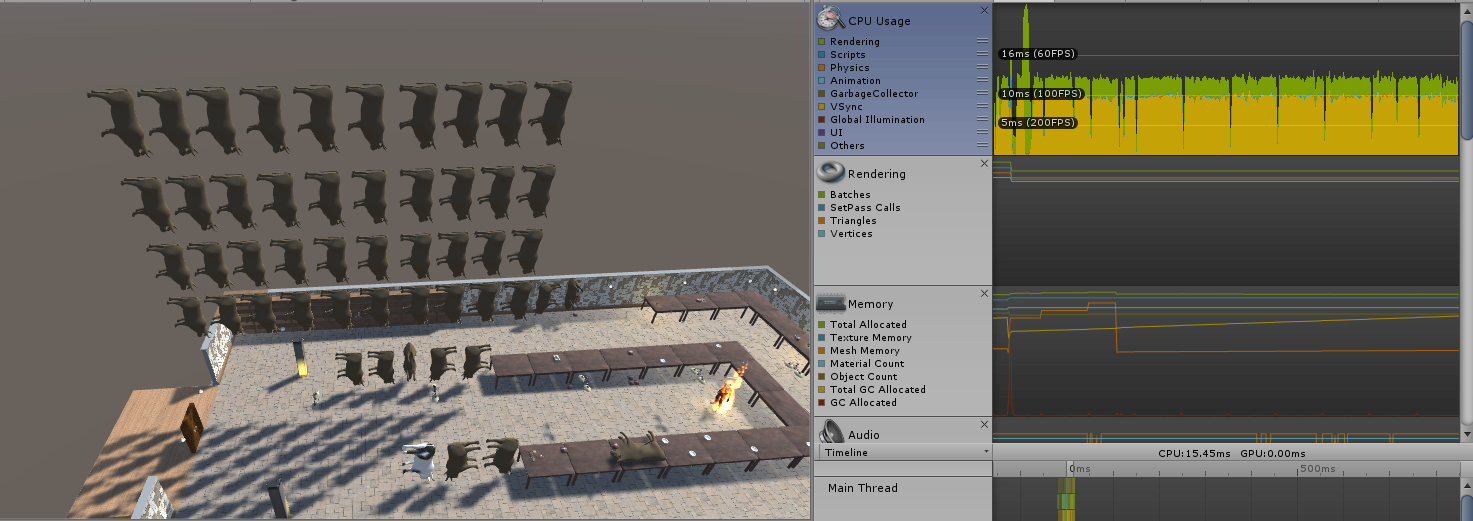 CPU Usage
Rendering
Scripts
Physics
Animation
GarbageCollector
VSync
Global Illumination
UI
Others
16ms (60FPS)
10ms (100FPS)
5ms (200FPS)
Rendering
Batches
SetPass Calls
Triangles
Vertices
Memory
Total Allocated
Texture Memory
Mesh Memory
Material Count
Object Count
Total GC Allocated
GC Allocated
Audio
Timeline
CPU:15.45ms GPU:0.00ms
0ms
500ms
Main Thread